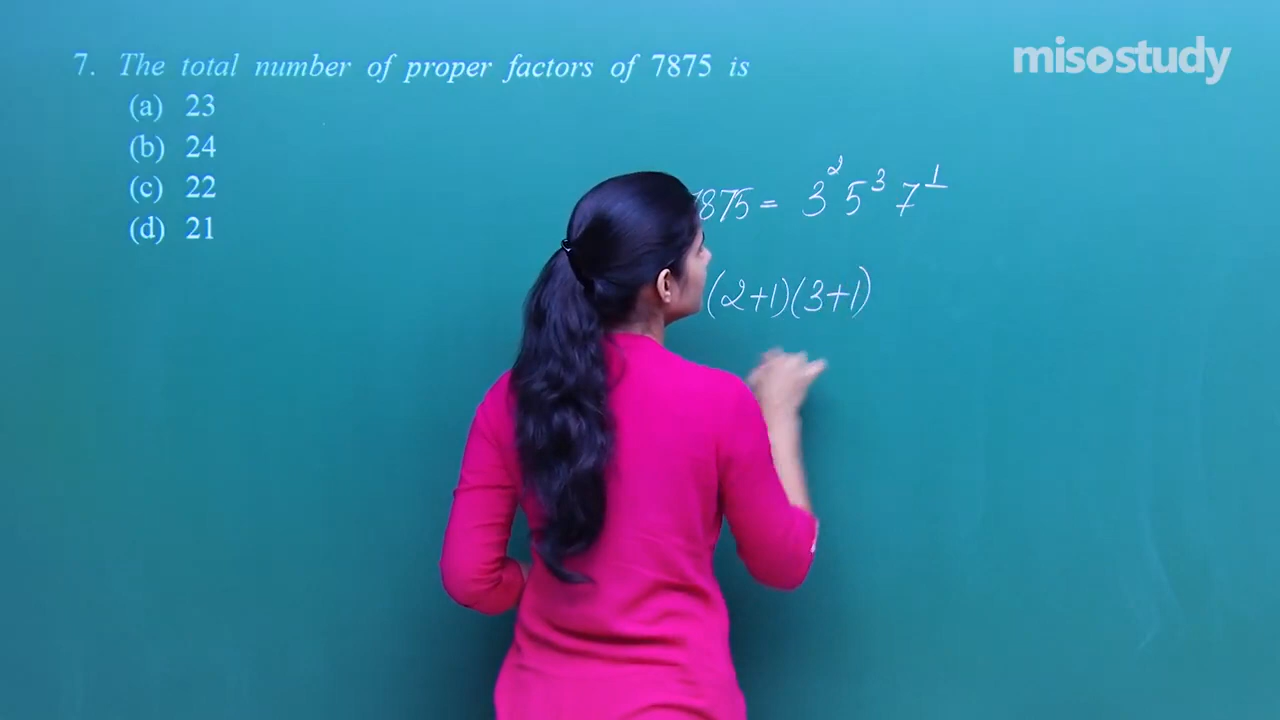 misostudy
7. The total number of proper factors of 7875 is
(a) 23
(b) 24
(c) 22
(d) 21
7875 = 3² 5³ 7¹
(2+1)(3+1)